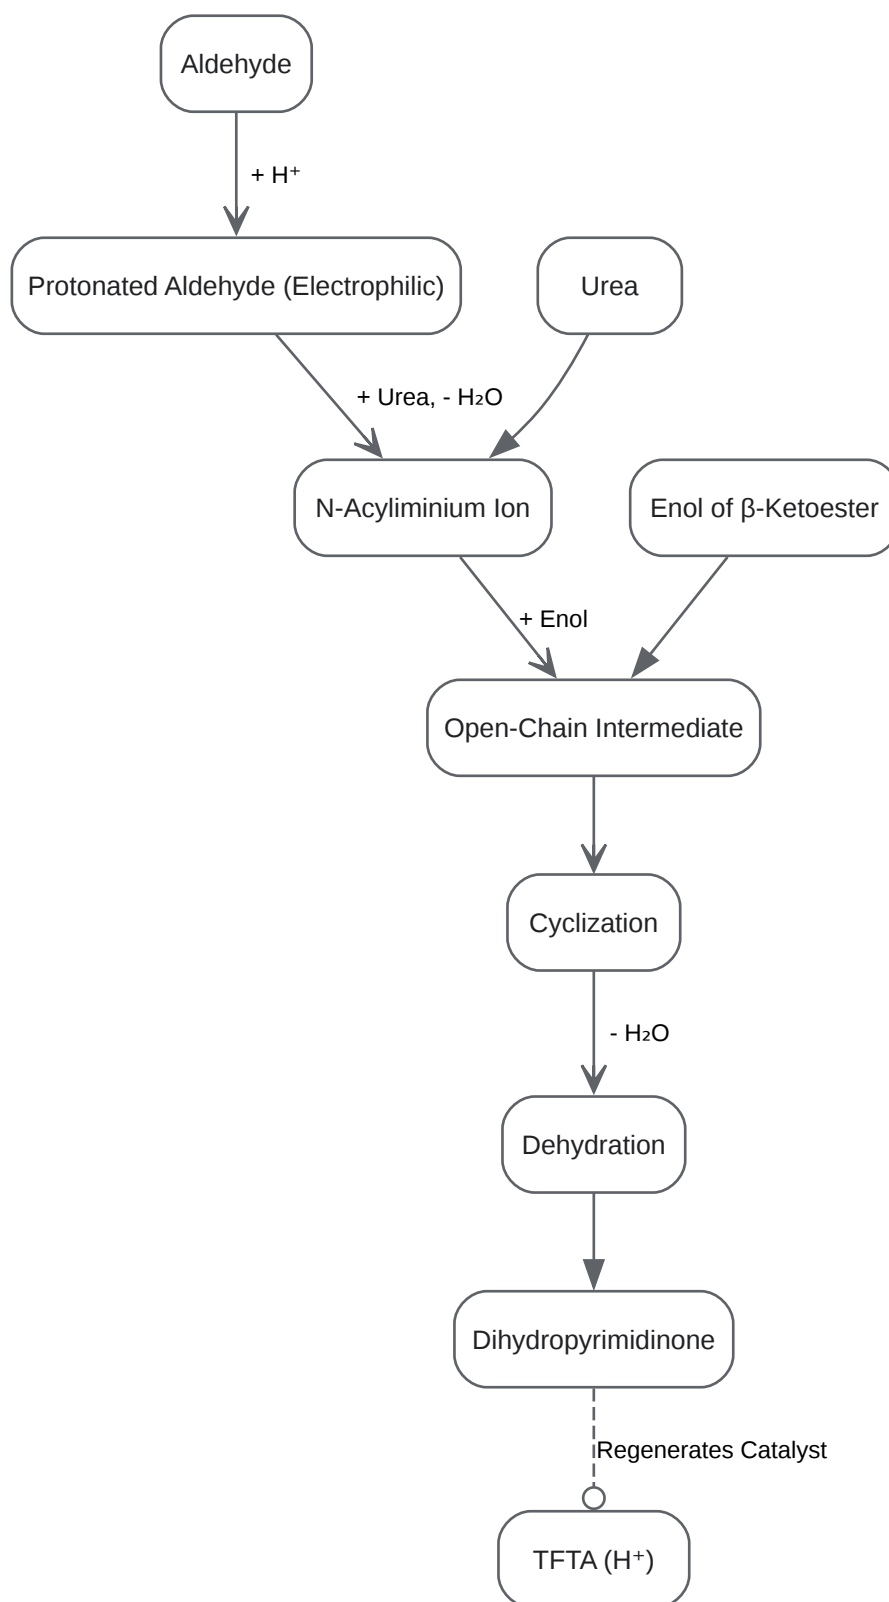 Aldehyde
+ H⁺
Protonated Aldehyde (Electrophilic)
Urea
+ Urea, - H₂O
N-Acyliminium Ion
Enol of β-Ketoester
+ Enol
Open-Chain Intermediate
Cyclization
- H₂O
Dehydration
Dihydropyrimidinone
Regenerates Catalyst
TFTA (H⁺)